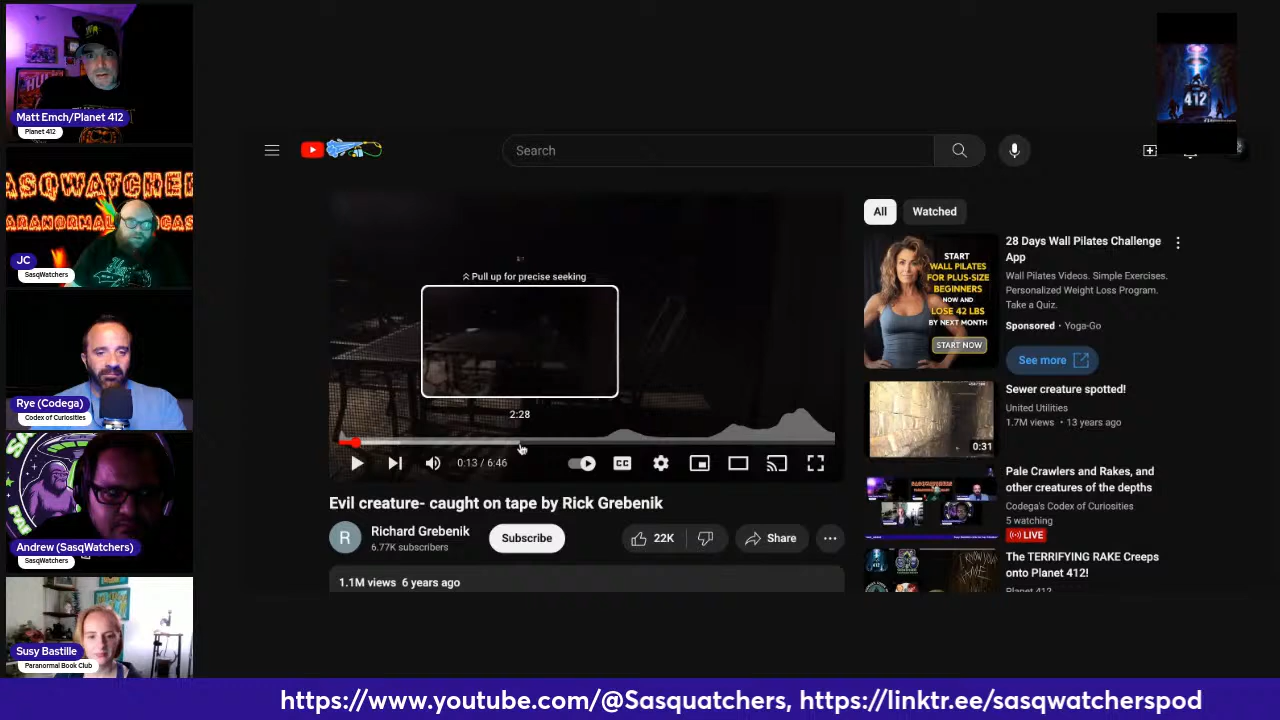 Matt Emch/Planet 412
Planet 412
SASQWATCHERS
PARANORMAL PODCAST
JC
SasqWatchers
Rye (Codega)
Codex of Curiosities
Andrew (SasqWatchers)
SasqWatchers
Susy Bastille
Paranormal Book Club
412
Search
Pull up for precise seeking
2:28
0:13 / 6:46
CC
Evil creature- caught on tape by Rick Grebenik
R
Richard Grebenik
6.77K subscribers
Subscribe
22K
Share
1.1M views 6 years ago
All
Watched
START
WALL PILATES
FOR PLUS-SIZE
BEGINNERS
NOW AND
LOSE 42 LBS
BY NEXT MONTH
START NOW
28 Days Wall Pilates Challenge
App
Wall Pilates Videos. Simple Exercises.
Personalized Weight Loss Program.
Take a Quiz.
Sponsored · Yoga-Go
See more
0:31
Sewer creature spotted!
United Utilities
1.7M views • 13 years ago
Pale Crawlers and Rakes, and
other creatures of the depths
Codega's Codex of Curiosities
5 watching
LIVE
The TERRIFYING RAKE Creeps
onto Planet 412!
Planet 412
https://www.youtube.com/@Sasquatchers, https://linktr.ee/sasqwatcherspod